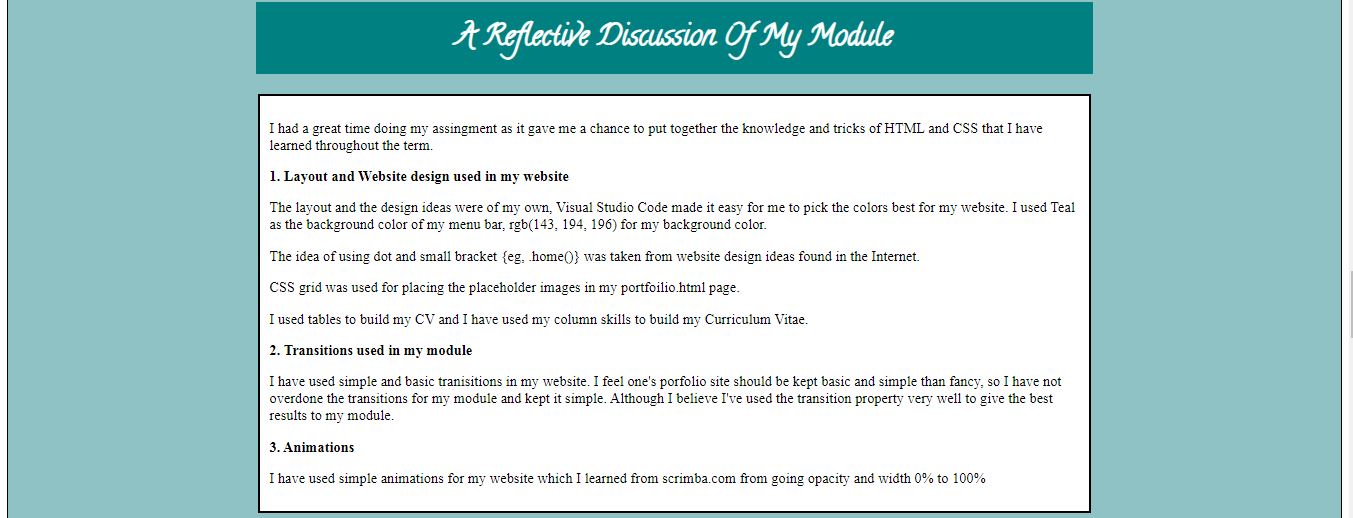 A Reflective Discussion Of My Module
I had a great time doing my assingment as it gave me a chance to put together the knowledge and tricks of HTML and CSS that I have
learned throughout the term.
1. Layout and Website design used in my website
The layout and the design ideas were of my own, Visual Studio Code made it easy for me to pick the colors best for my website. I used Teal
as the background color of my menu bar, rgb(143, 194, 196) for my background color.
The idea of using dot and small bracket {eg, .home()} was taken from website design ideas found in the Internet.
CSS grid was used for placing the placeholder images in my portfoilio.html page.
I used tables to build my CV and I have used my column skills to build my Curriculum Vitae.
2. Transitions used in my module
I have used simple and basic tranisitions in my website. I feel one's porfolio site should be kept basic and simple than fancy, so I have not
overdone the transitions for my module and kept it simple. Although I believe I've used the transition property very well to give the best
results to my module.
3. Animations
I have used simple animations for my website which I learned from scrimba.com from going opacity and width 0% to 100%